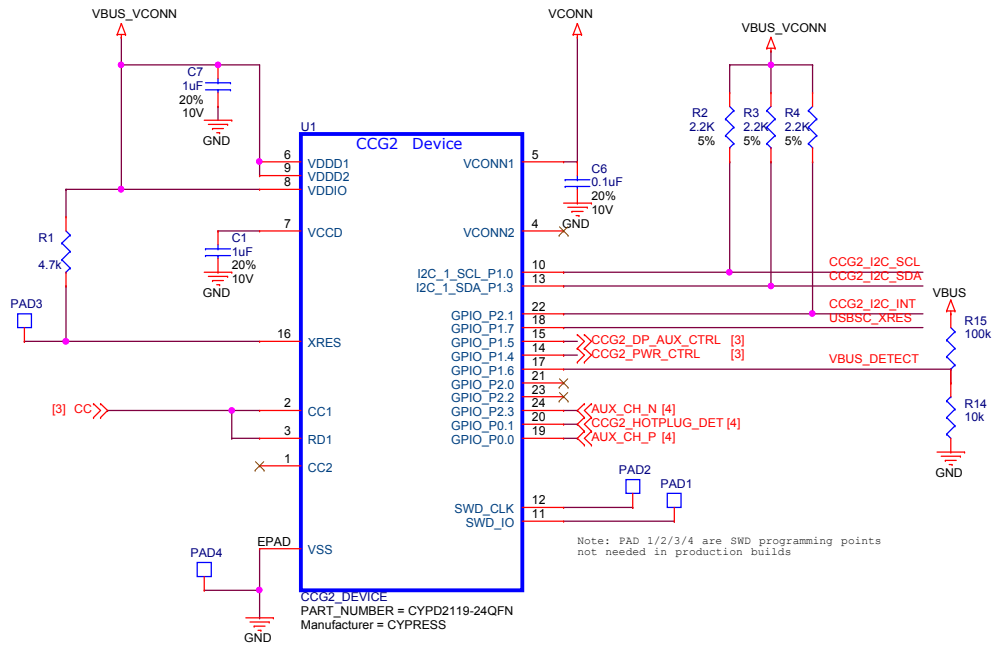 VBUS_VCONN
VCONN
VBUS_VCONN
C7
1uF
20%
10V
GND
R2
2.2K
5%
R3
2.2K
5%
R4
2.2K
5%
U1
CCG2 Device
6 VDDD1
9 VDDD2
8 VDDIO
VCONN1 5
C6
0.1uF
20%
10V
GND
7 VCCD
C1
1uF
20%
10V
GND
VCONN2 4
R1
4.7k
I2C_1_SCL_P1.0 10 CCG2_I2C_SCL
I2C_1_SDA_P1.3 13 CCG2_I2C_SDA
PAD3
GPIO_P2.1 22 CCG2_I2C_INT
GPIO_P1.7 18 USBSC_XRES
VBUS
R15
100k
16 XRES
GPIO_P1.5 15 CCG2_DP_AUX_CTRL [3]
GPIO_P1.4 14 CCG2_PWR_CTRL [3]
GPIO_P1.6 17 VBUS_DETECT
GPIO_P2.0 21
GPIO_P2.2 23
[3] CC
2 CC1
3 RD1
1 CC2
GPIO_P2.3 24 AUX_CH_N [4]
GPIO_P0.1 20 CCG2_HOTPLUG_DET [4]
GPIO_P0.0 19 AUX_CH_P [4]
R14
10k
GND
PAD2
PAD1
SWD_CLK 12
SWD_IO 11
Note: PAD 1/2/3/4 are SWD programming points
not needed in production builds
EPAD VSS
PAD4
GND
CCG2_DEVICE
PART_NUMBER = CYPD2119-24QFN
Manufacturer = CYPRESS